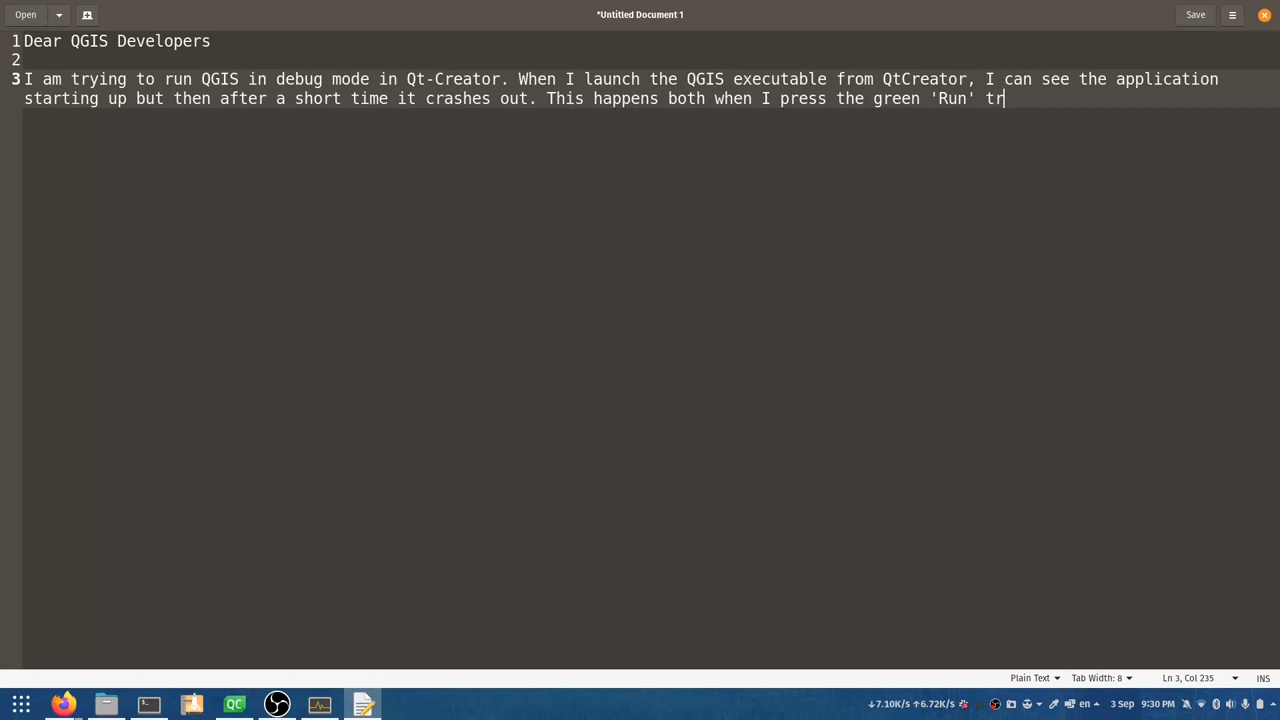 Open
*Untitled Document 1
Save
1 Dear QGIS Developers
2
3 I am trying to run QGIS in debug mode in Qt-Creator. When I launch the QGIS executable from QtCreator, I can see the application
starting up but then after a short time it crashes out. This happens both when I press the green 'Run' tr
Plain Text
Tab Width: 8
Ln 3, Col 235
INS
QC
↓7.10K/s ↑6.72K/s
en
3 Sep
9:30 PM